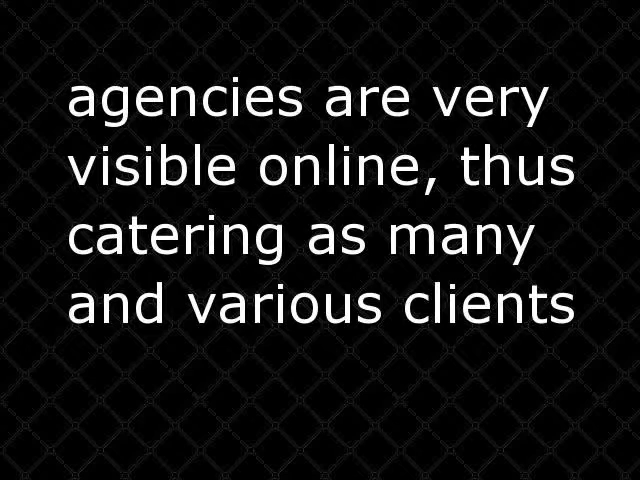 agencies are very
visible online, thus
catering as many
and various clients